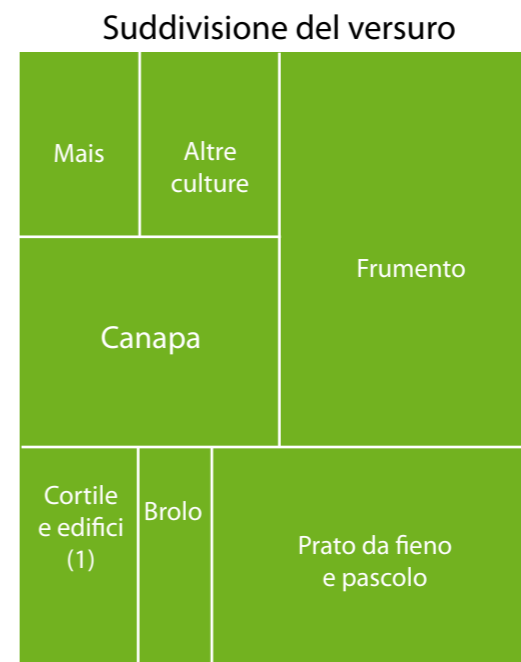 Suddivisione del versuro
Mais
Altre
culture
Frumento
Canapa
Cortile
e edifici
(1)
Brolo
Prato da fieno
e pascolo